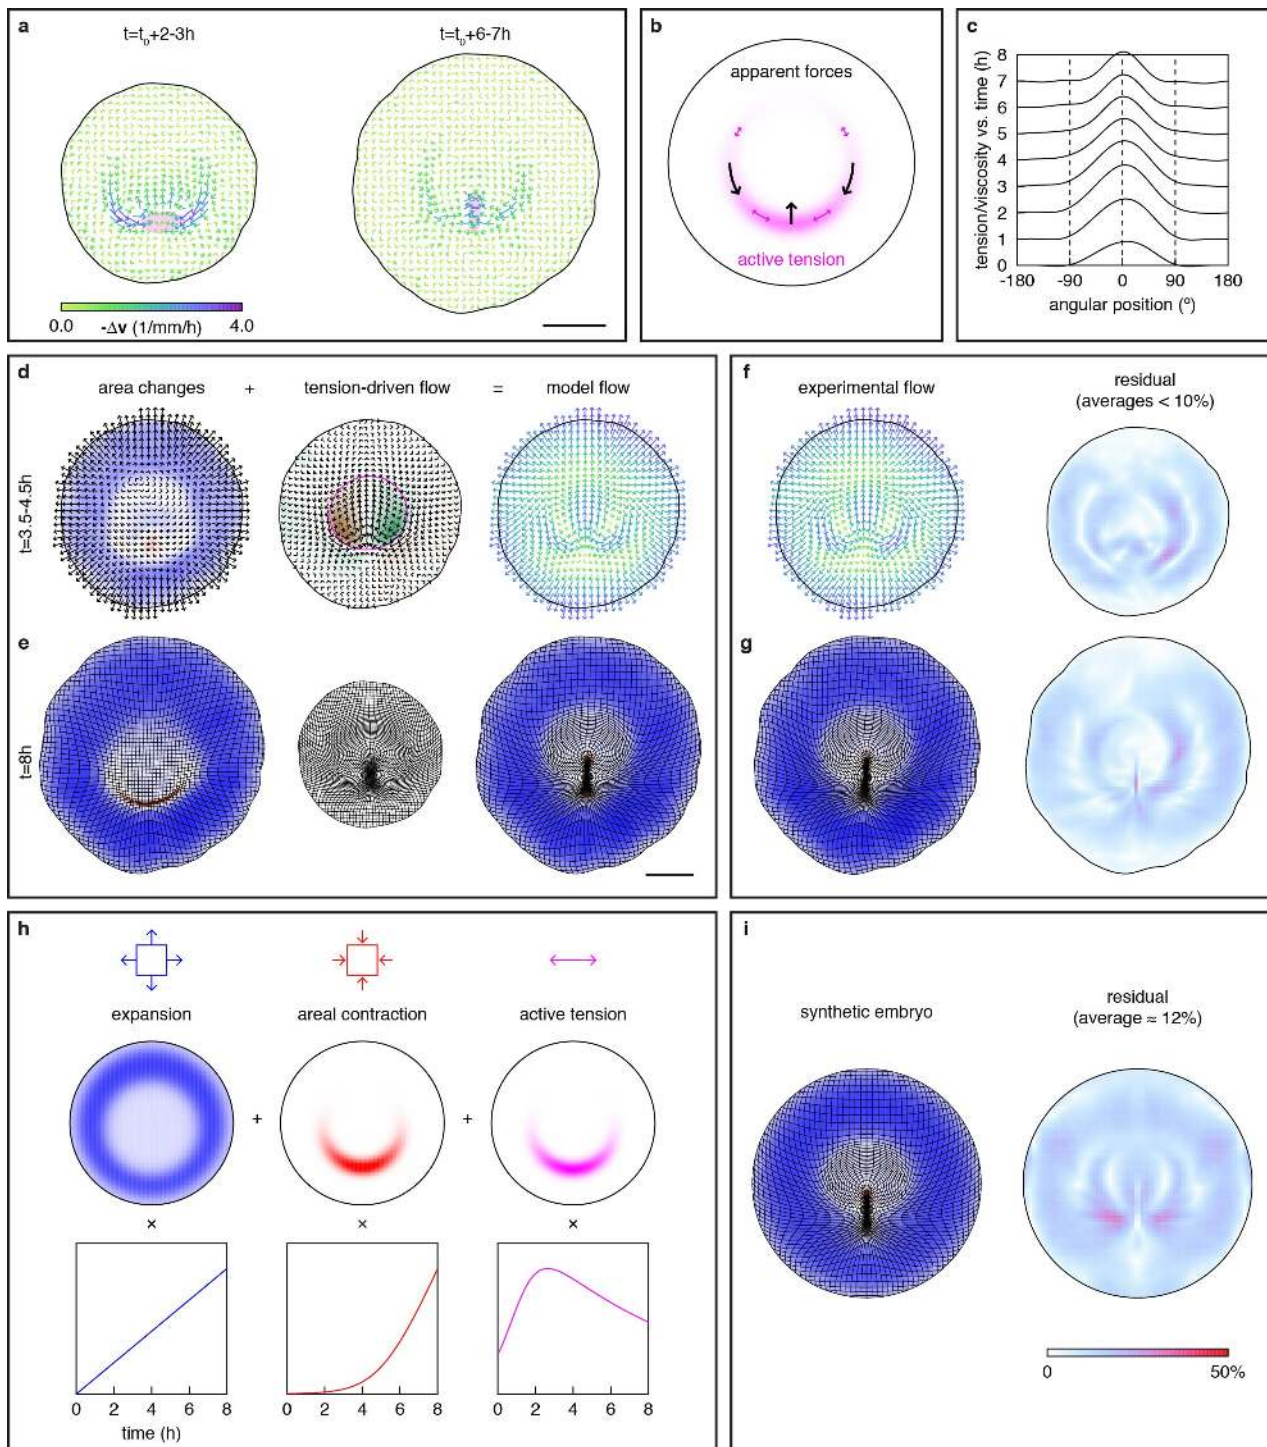 a
t=t0+2-3h
t=t0+6-7h
0.0 -Δv (1/mm/h) 4.0
b
apparent forces
active tension
c
tension/viscosity vs. time (h)
8
7
6
5
4
3
2
1
0
-180 -90 0 90 180
angular position (º)
d
area changes + tension-driven flow = model flow
t=3.5-4.5h
e
t=8h
f
experimental flow
residual
(averages < 10%)
g
h
expansion
areal contraction
active tension
+ +
× × ×
0 2 4 6 8
time (h)
0 2 4 6 8
0 2 4 6 8
i
synthetic embryo
residual
(average ≈ 12%)
0 50%